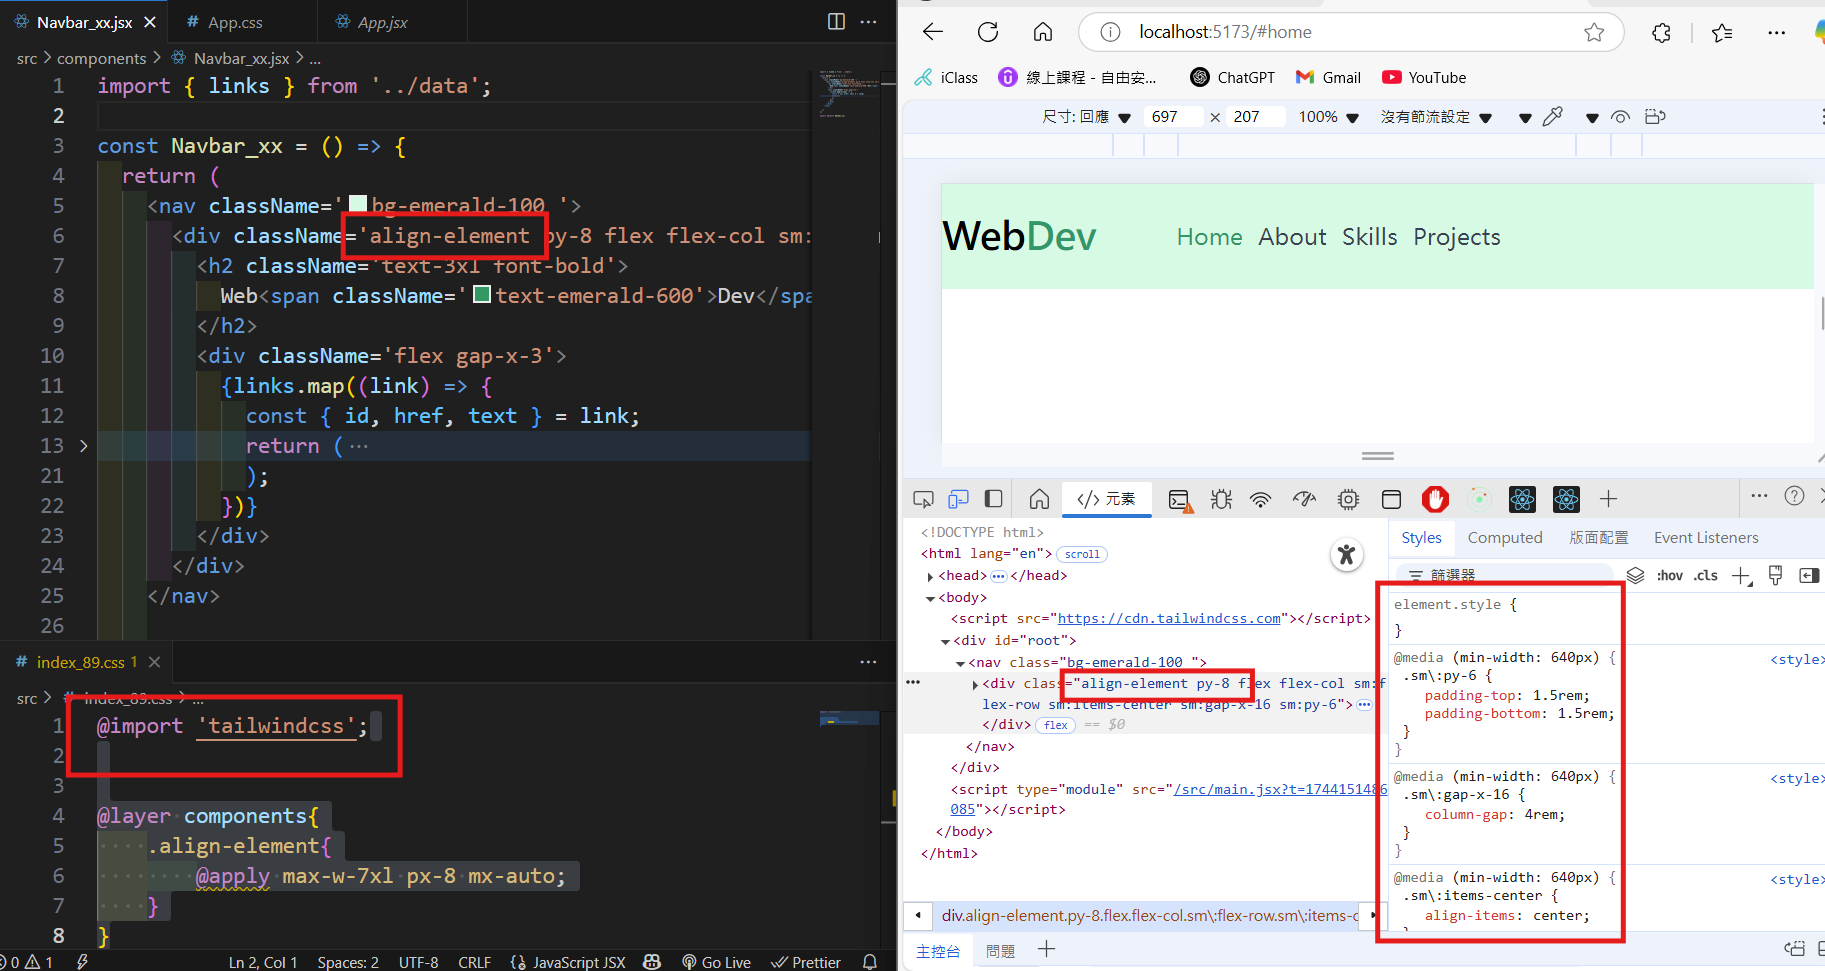 Navbar_xx.jsx
App.css
App.jsx
src > components > Navbar_xx.jsx > ...
1 import { links } from '../data';
2
3 const Navbar_xx = () => {
4 return (
5 <nav className=' bg-emerald-100 '>
6 <div className='align-element py-8 flex flex-col sm:
7 <h2 className='text-3xl font-bold'>
8 Web<span className=' text-emerald-600'>Dev</spa
9 </h2>
10 <div className='flex gap-x-3'>
11 {links.map((link) => {
12 const { id, href, text } = link;
13 return ( ...
21 );
22 })}
23 </div>
24 </div>
25 </nav>
26
# index_89.css 1
src > # index_89.css > ...
1 @import 'tailwindcss';
2
3
4 @layer components{
5 .align-element{
6 @apply max-w-7xl px-8 mx-auto;
7 }
8 }
0 1 Ln 2, Col 1 Spaces: 2 UTF-8 CRLF {} JavaScript JSX Go Live Prettier
localhost:5173/#home
iClass
線上課程 - 自由安...
ChatGPT
Gmail
YouTube
尺寸: 回應 697 × 207 100% 沒有節流設定
WebDev Home About Skills Projects
</> 元素
<!DOCTYPE html>
<html lang="en"> scroll
<head> ... </head>
<body>
<script src="https://cdn.tailwindcss.com"></script>
<div id="root">
<nav class="bg-emerald-100 ">
<div class="align-element py-8 flex flex-col sm:f
lex-row sm:items-center sm:gap-x-16 sm:py-6"> ...
</div> flex == $0
</nav>
</div>
<script type="module" src="/src/main.jsx?t=1744151486
085"></script>
</body>
</html>
div.align-element.py-8.flex.flex-col.sm\:flex-row.sm\:items-c
主控台 問題
Styles Computed 版面配置 Event Listeners
篩選器 :hov .cls
element.style {
}
@media (min-width: 640px) { <style>
.sm\:py-6 {
padding-top: 1.5rem;
padding-bottom: 1.5rem;
}
}
@media (min-width: 640px) { <style>
.sm\:gap-x-16 {
column-gap: 4rem;
}
}
@media (min-width: 640px) { <style>
.sm\:items-center {
align-items: center;